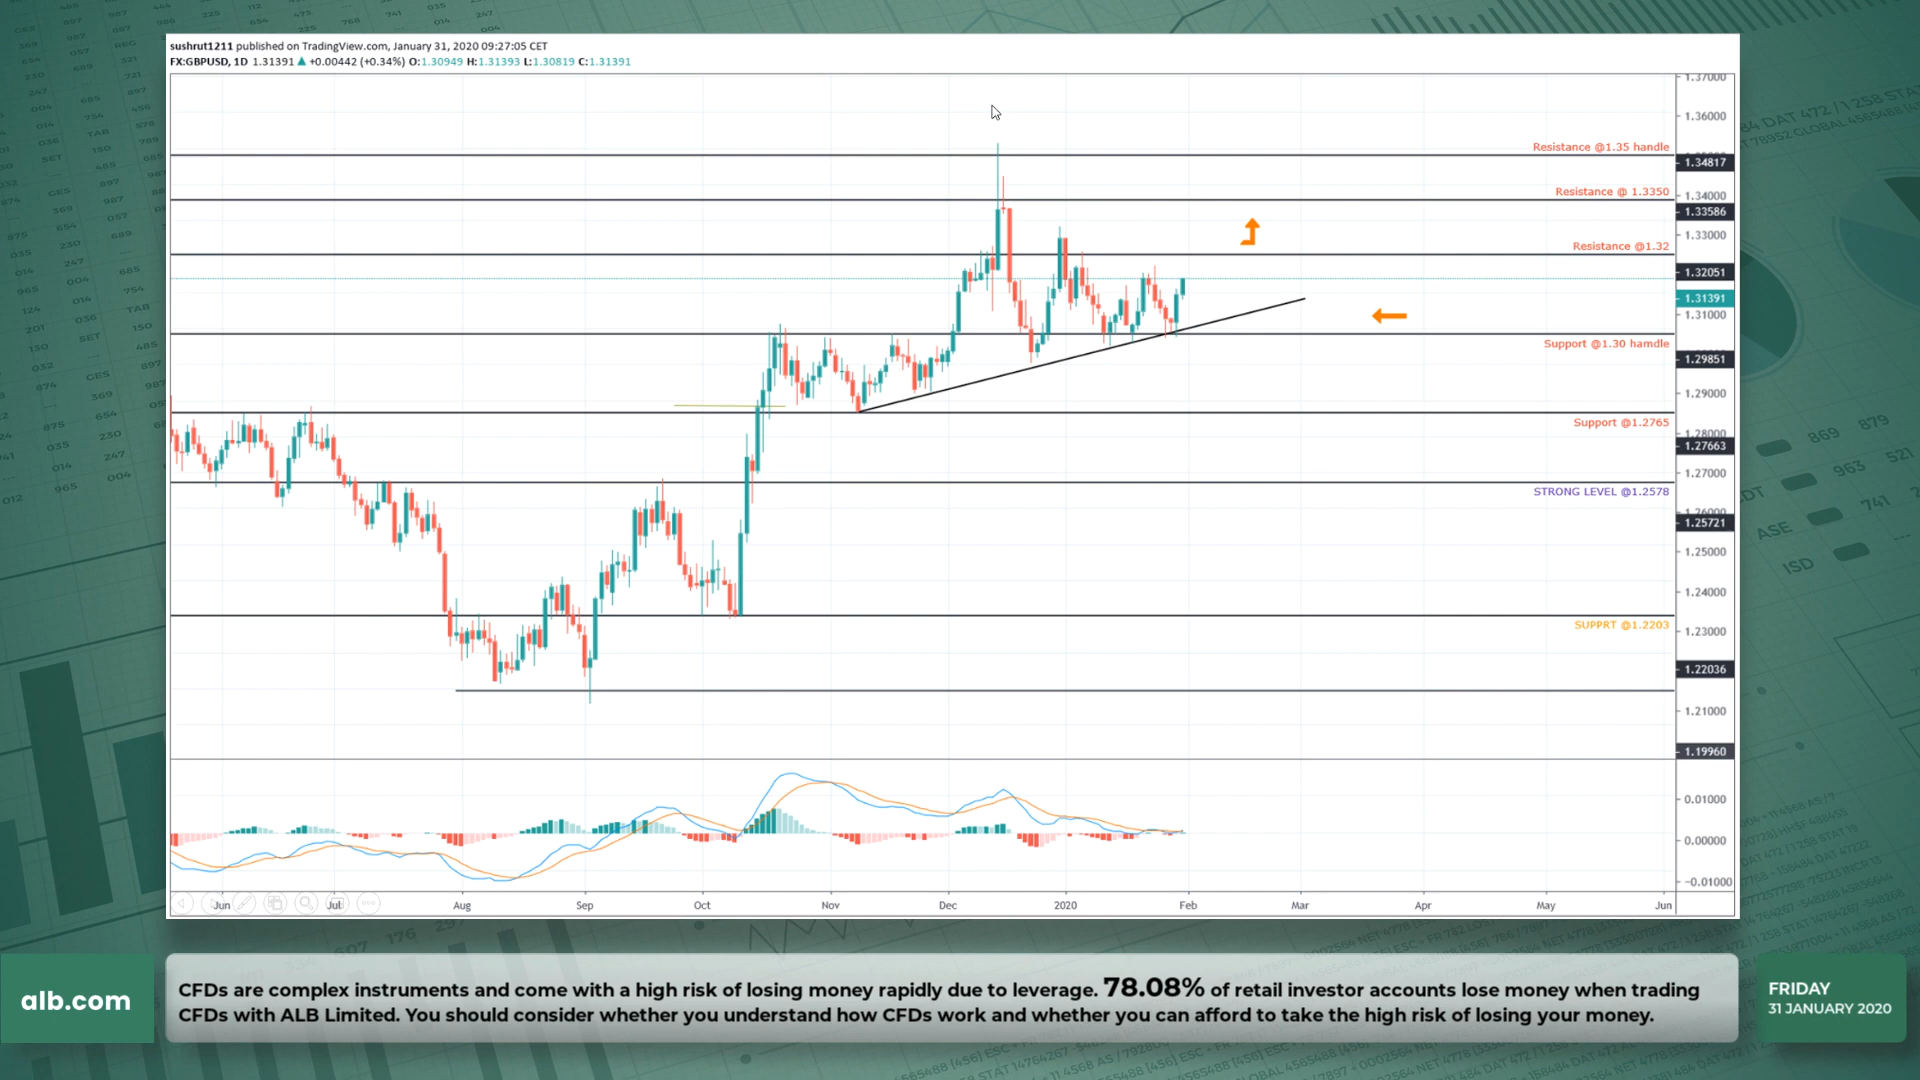 sushrut1211 published on TradingView.com, January 31, 2020 09:27:05 CET
FX:GBPUSD, 1D 1.31391 ▲ +0.00442 (+0.34%) O:1.30949 H:1.31393 L:1.30819 C:1.31391
1.37000
1.36000
Resistance @1.35 handle
1.34817
Resistance @ 1.3350
1.34000
1.33586
1.33000
Resistance @1.32
1.32051
1.31391
1.31000
Support @1.30 handle
1.29851
1.29000
Support @1.2765
1.28000
1.27663
1.27000
STRONG LEVEL @1.2578
1.26000
1.25721
1.25000
1.24000
SUPPRT @1.2203
1.23000
1.22036
1.21000
1.19960
0.01000
0.00000
−0.01000
Jun Jul Aug Sep Oct Nov Dec 2020 Feb Mar Apr May Jun
alb.com
CFDs are complex instruments and come with a high risk of losing money rapidly due to leverage. 78.08% of retail investor accounts lose money when trading
CFDs with ALB Limited. You should consider whether you understand how CFDs work and whether you can afford to take the high risk of losing your money.
FRIDAY
31 JANUARY 2020